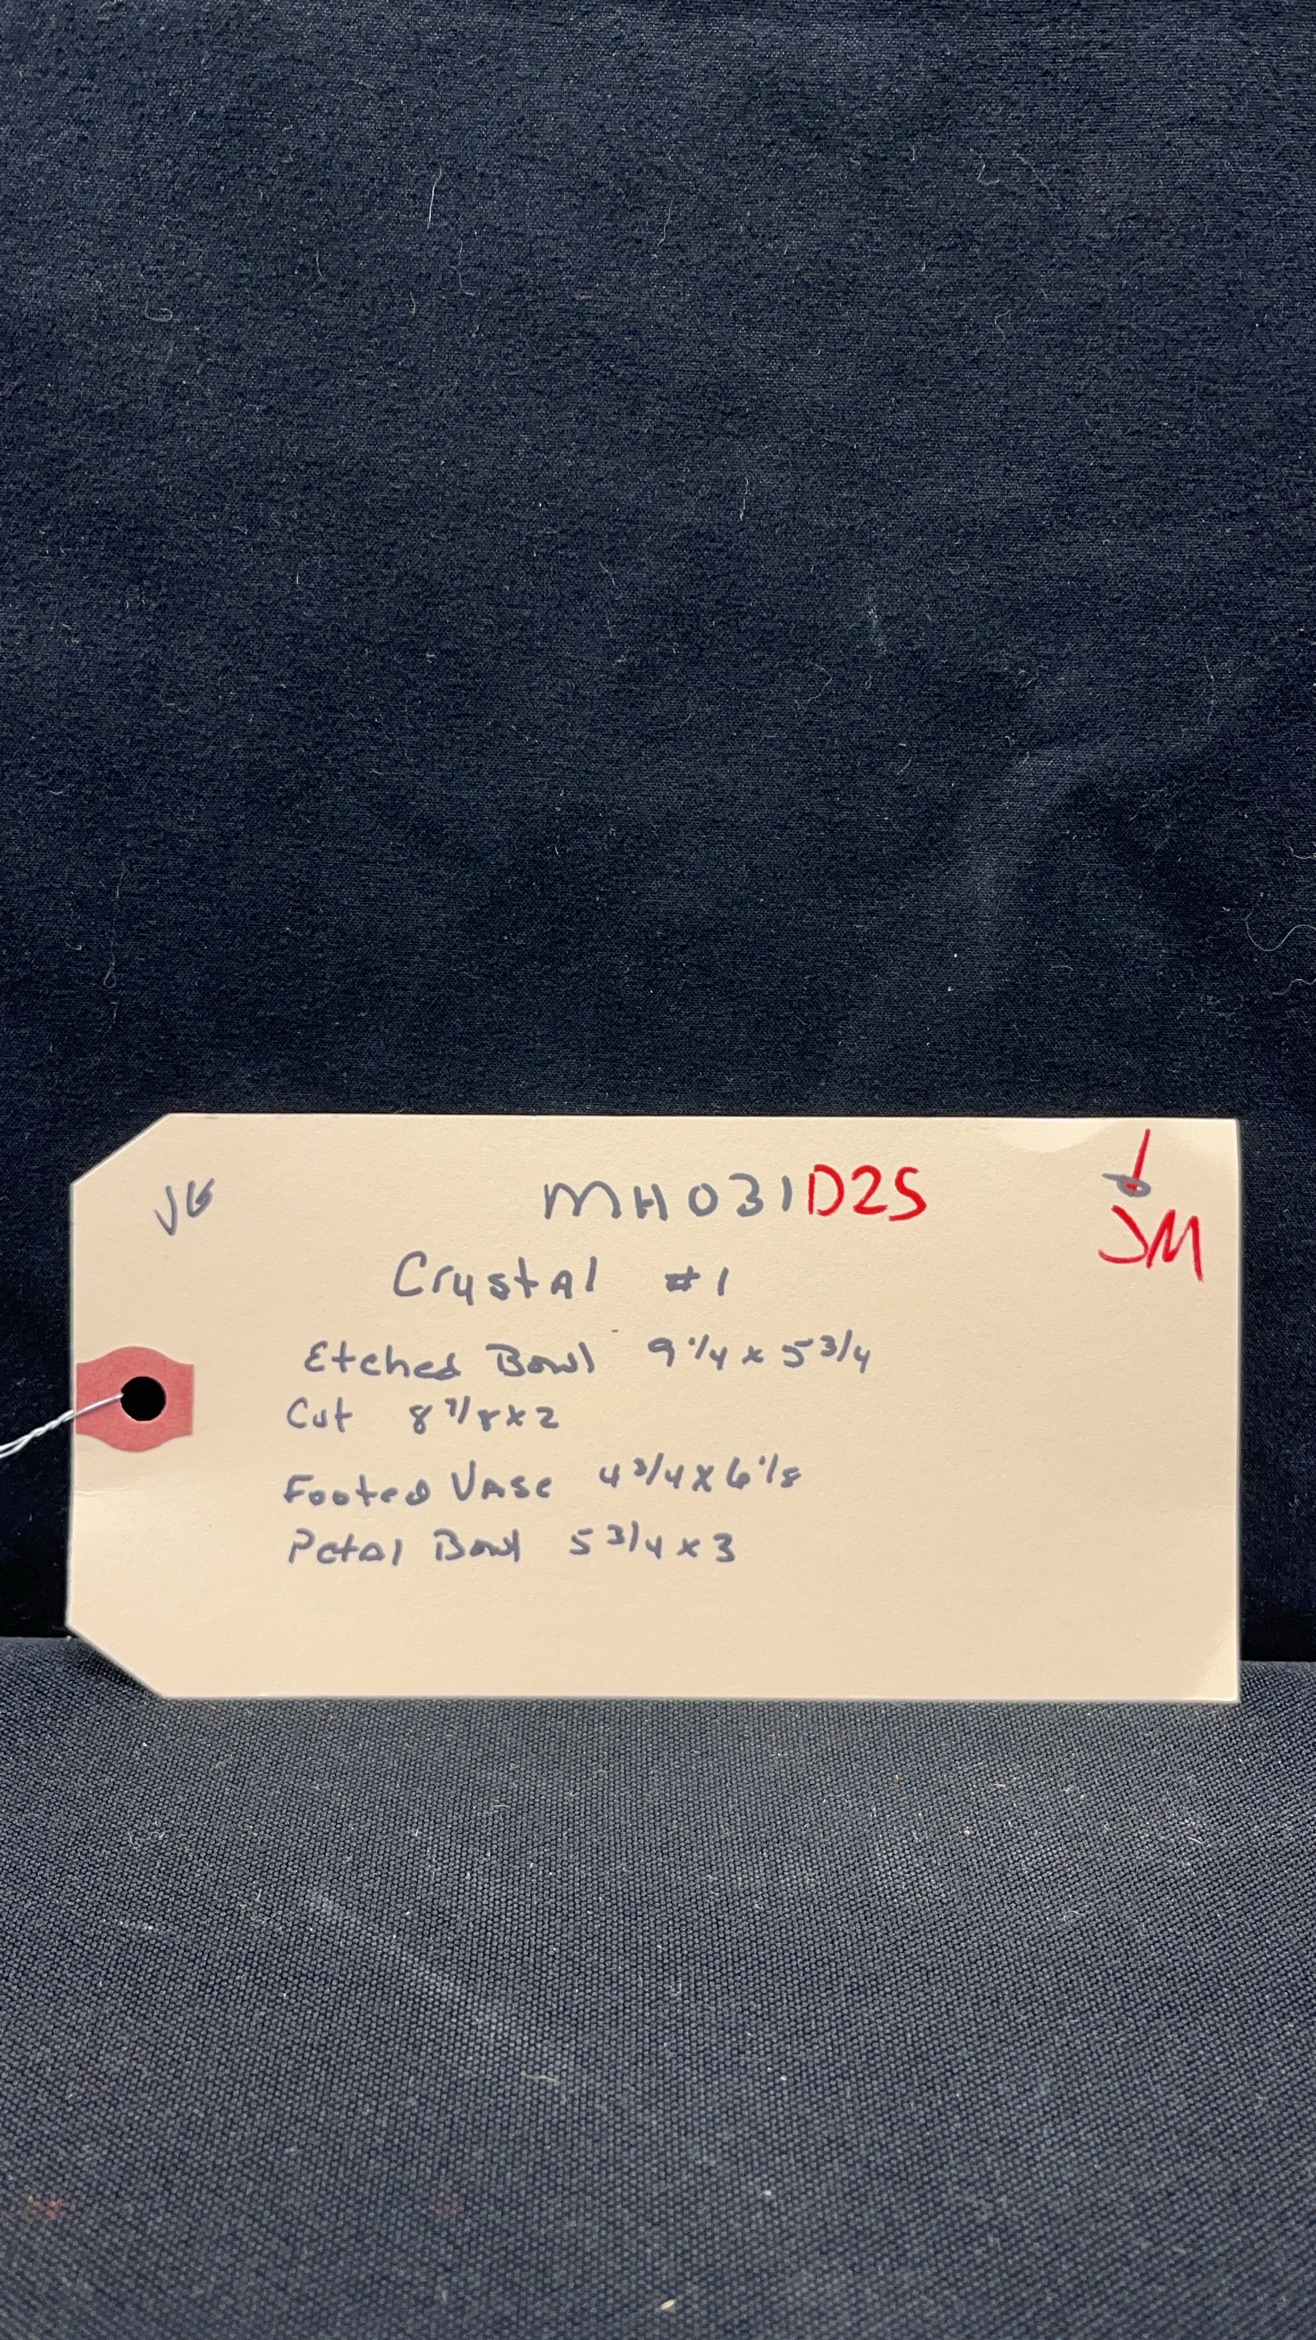 VG MH031D25
JM
Crystal #1
Etched Bowl 9 1/4 x 5 3/4
Cut 8 7/8 x 2
Footed Vase 4 3/4 x 6 1/8
Petal Bowl 5 3/4 x 3